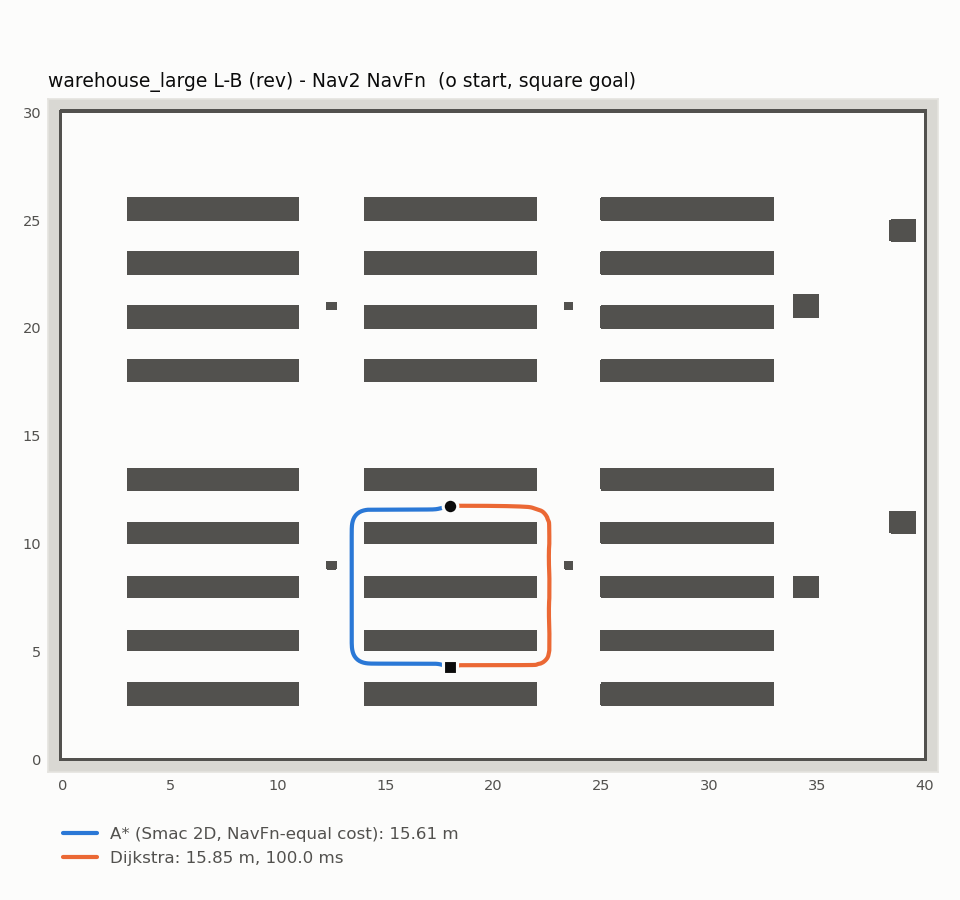 warehouse_large L-B (rev) - Nav2 NavFn  (o start, square goal)
30
25
20
15
10
5
0
0 5 10 15 20 25 30 35 40
A* (Smac 2D, NavFn-equal cost): 15.61 m
Dijkstra: 15.85 m, 100.0 ms